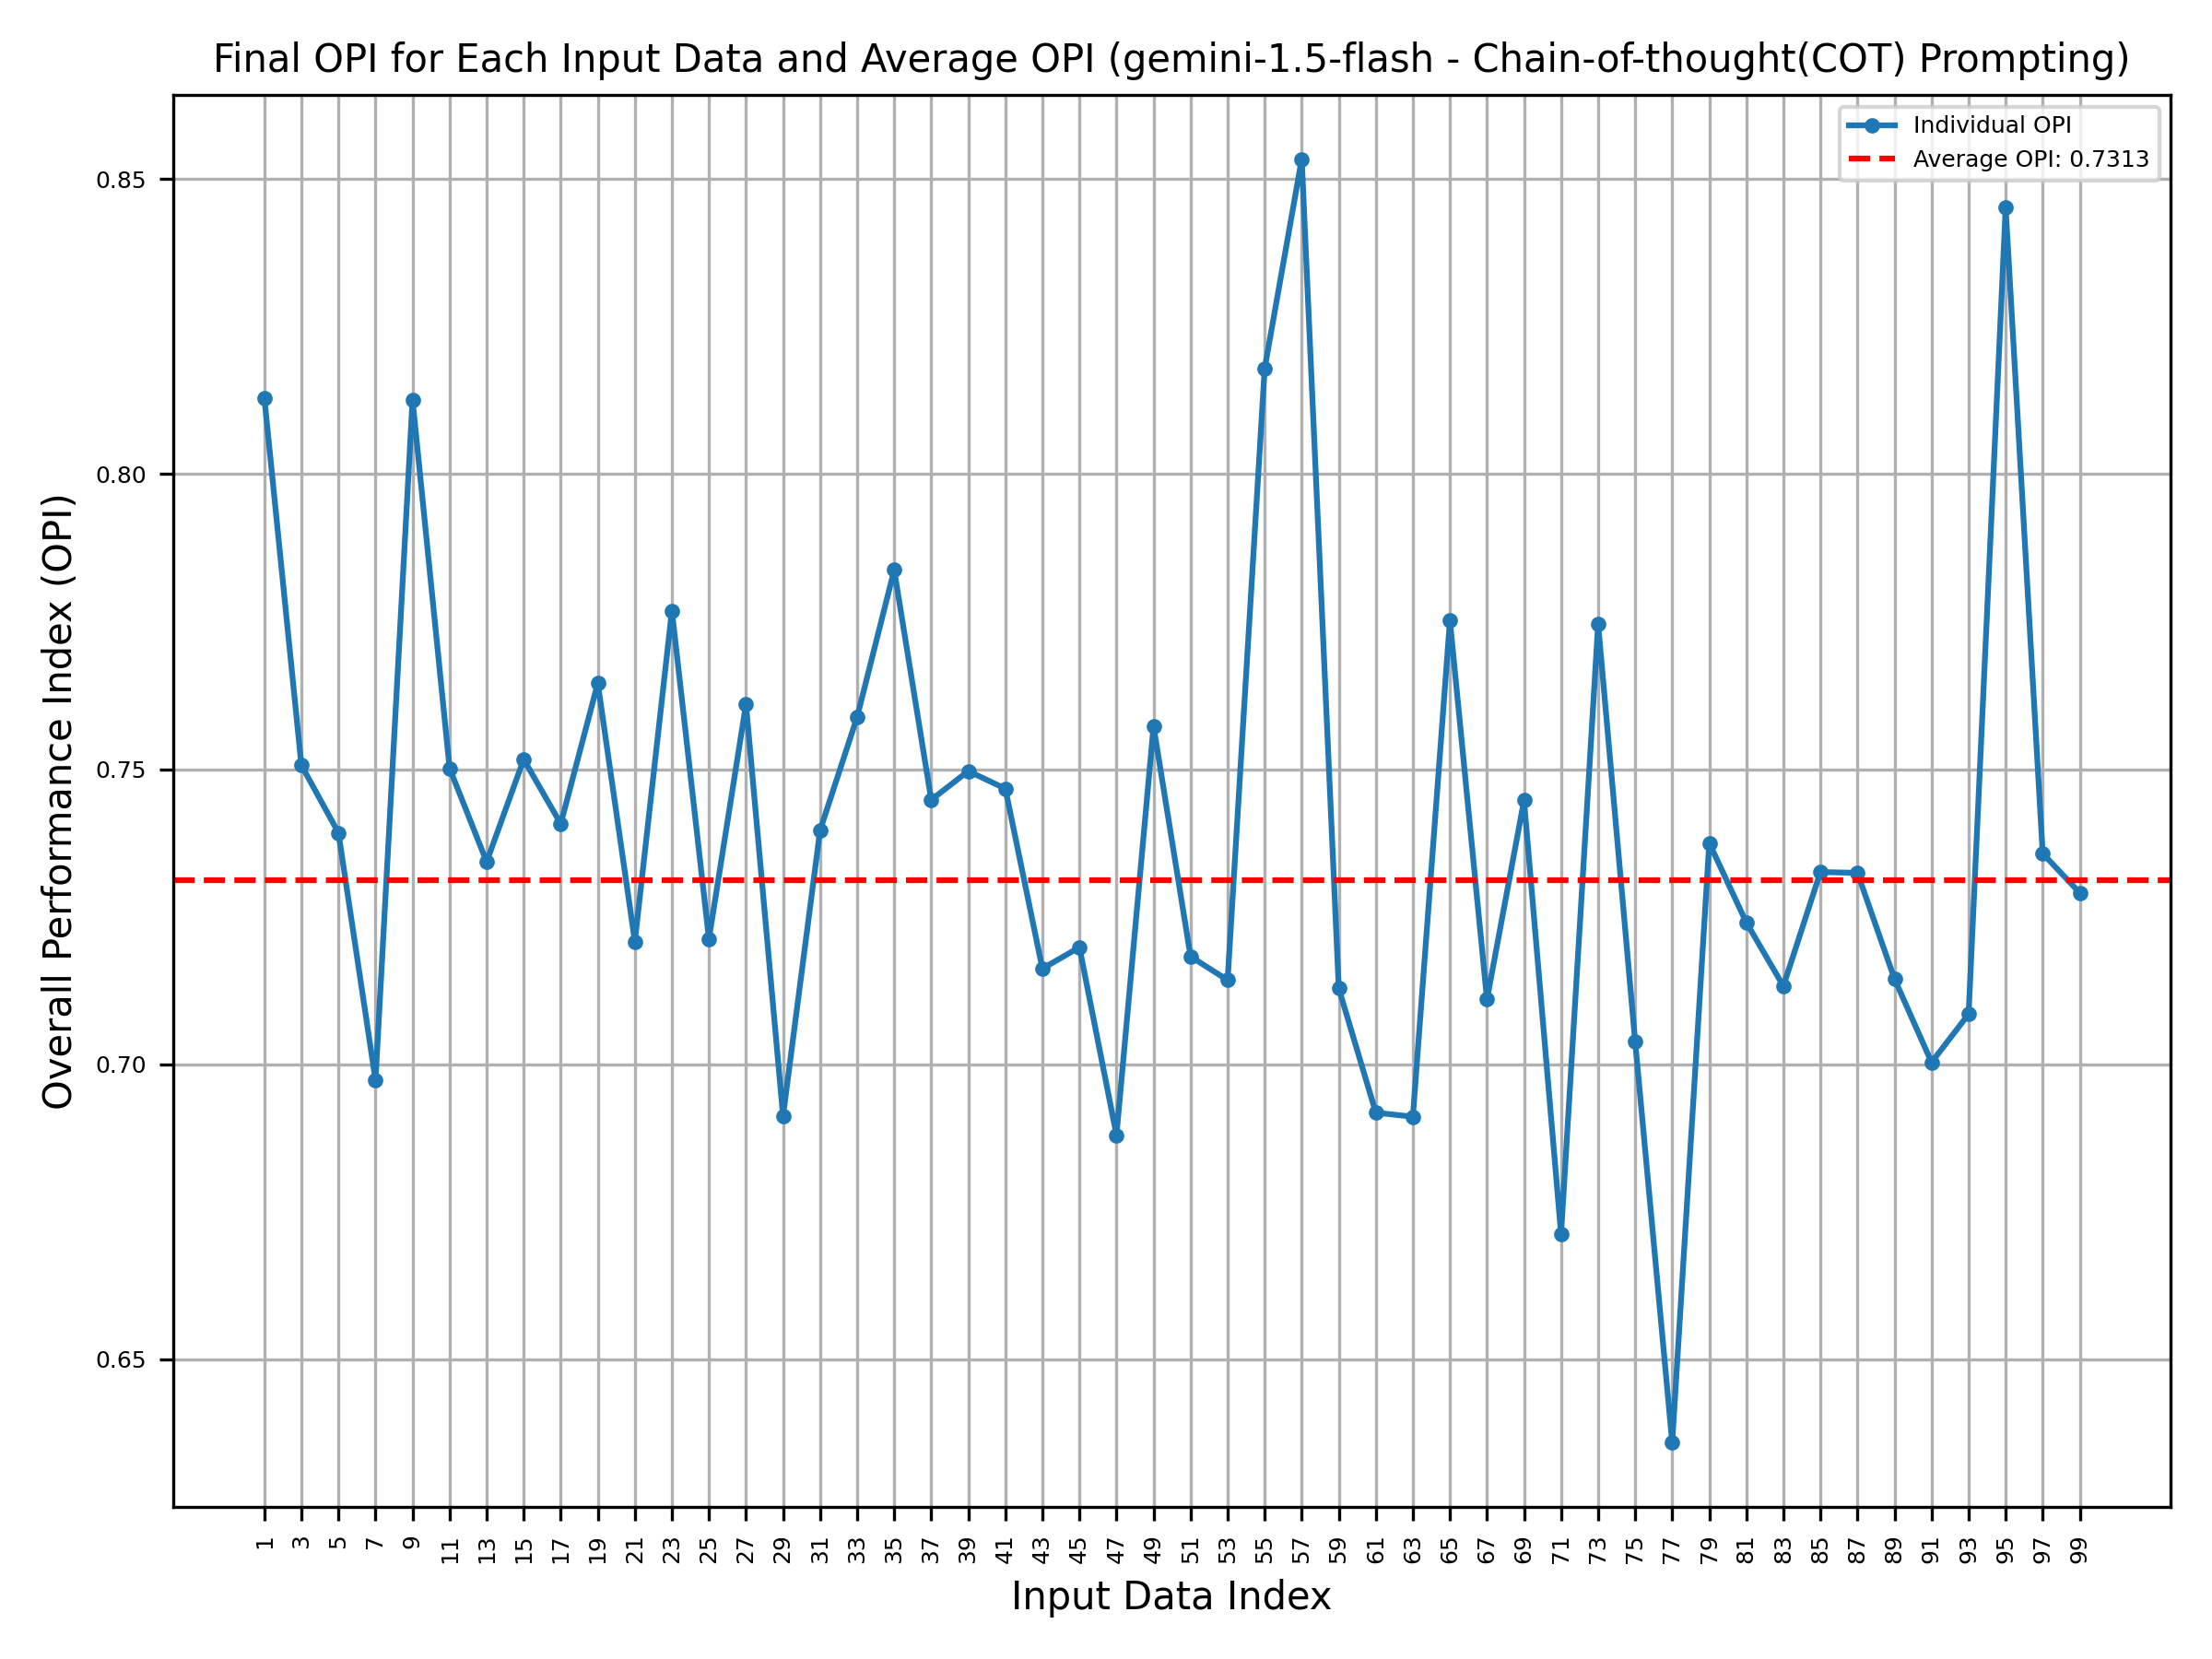 Final OPI for Each Input Data and Average OPI (gemini-1.5-flash - Chain-of-thought(COT) Prompting)
Individual OPI
Average OPI: 0.7313
Overall Performance Index (OPI)
0.85
0.80
0.75
0.70
0.65
1 3 5 7 9 11 13 15 17 19 21 23 25 27 29 31 33 35 37 39 41 43 45 47 49 51 53 55 57 59 61 63 65 67 69 71 73 75 77 79 81 83 85 87 89 91 93 95 97 99
Input Data Index